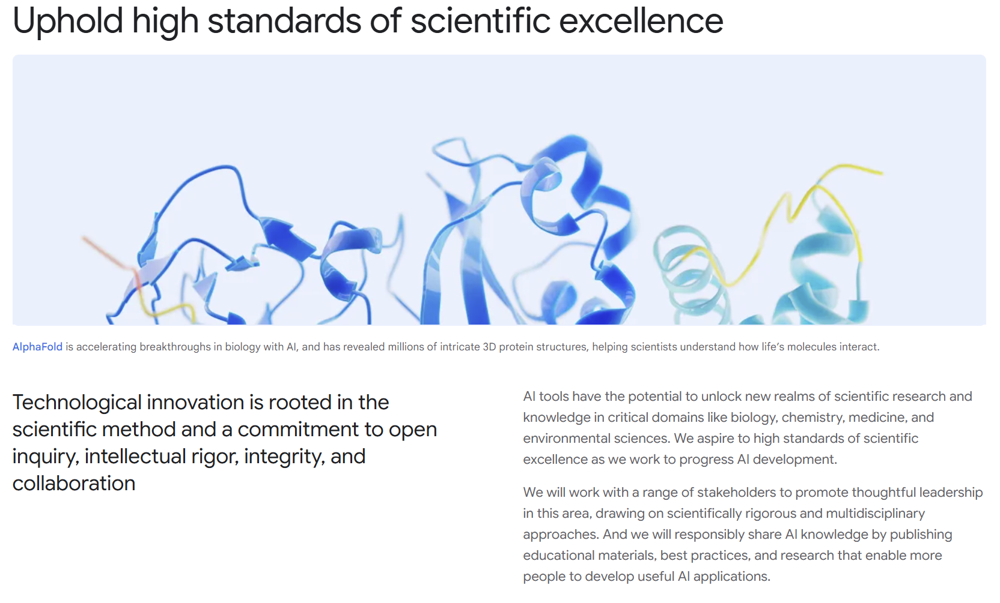 Uphold high standards of scientific excellence
AlphaFold is accelerating breakthroughs in biology with AI, and has revealed millions of intricate 3D protein structures, helping scientists understand how life’s molecules interact.
Technological innovation is rooted in the
scientific method and a commitment to open
inquiry, intellectual rigor, integrity, and
collaboration
AI tools have the potential to unlock new realms of scientific research and
knowledge in critical domains like biology, chemistry, medicine, and
environmental sciences. We aspire to high standards of scientific
excellence as we work to progress AI development.
We will work with a range of stakeholders to promote thoughtful leadership
in this area, drawing on scientifically rigorous and multidisciplinary
approaches. And we will responsibly share AI knowledge by publishing
educational materials, best practices, and research that enable more
people to develop useful AI applications.